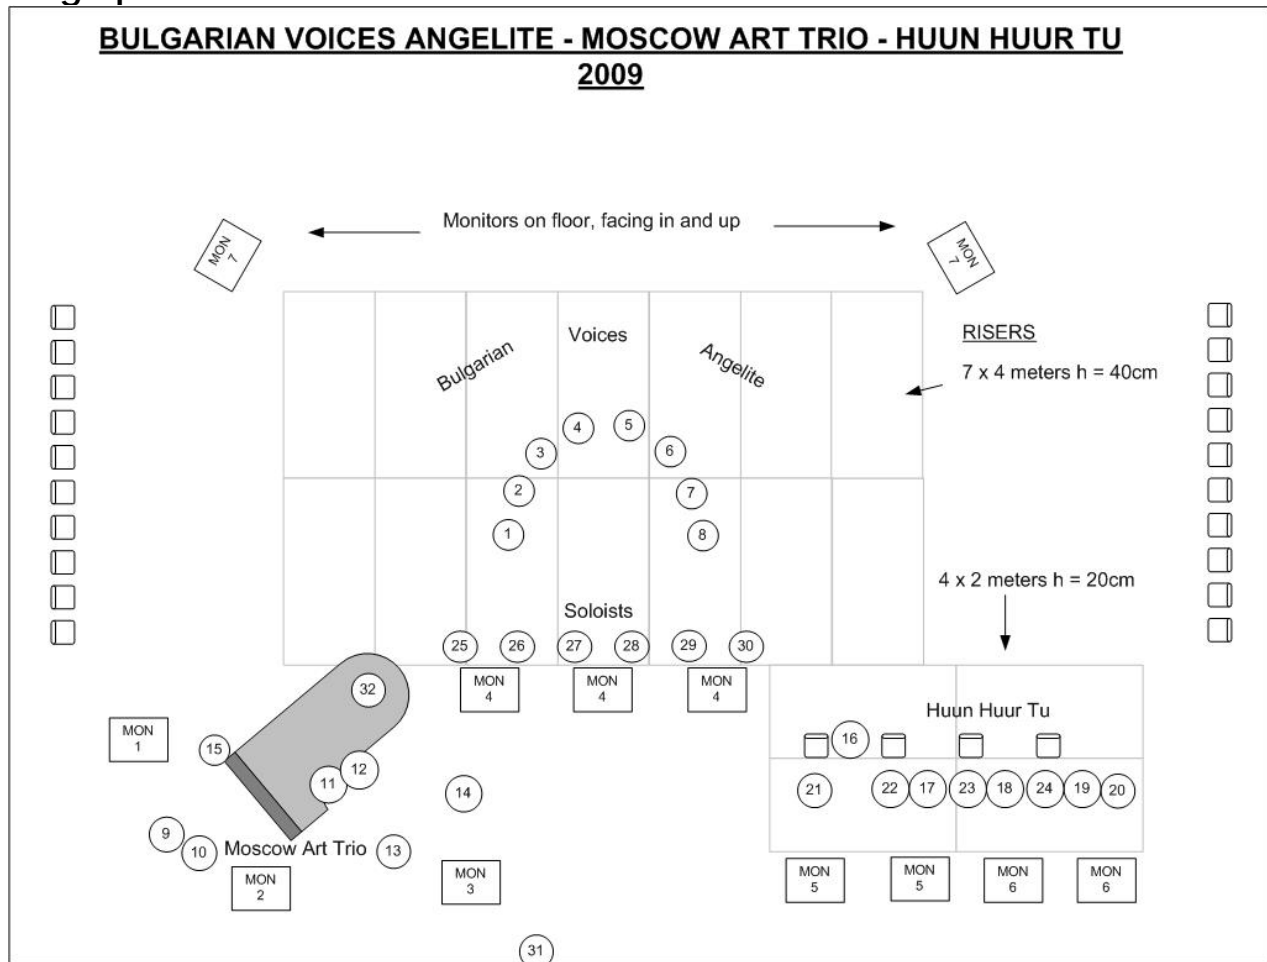 BULGARIAN VOICES ANGELITE - MOSCOW ART TRIO - HUUN HUUR TU
2009
Monitors on floor, facing in and up
MON
7
MON
7
Bulgarian
Voices
Angelite
RISERS
7 x 4 meters h = 40cm
4
5
3
6
2
7
1
8
4 x 2 meters h = 20cm
Soloists
25
26
27
28
29
30
MON
4
MON
4
MON
4
32
Huun Huur Tu
MON
1
15
16
11
12
14
21
22
17
23
18
24
19
20
9
10
Moscow Art Trio
13
MON
2
MON
3
MON
5
MON
5
MON
6
MON
6
31